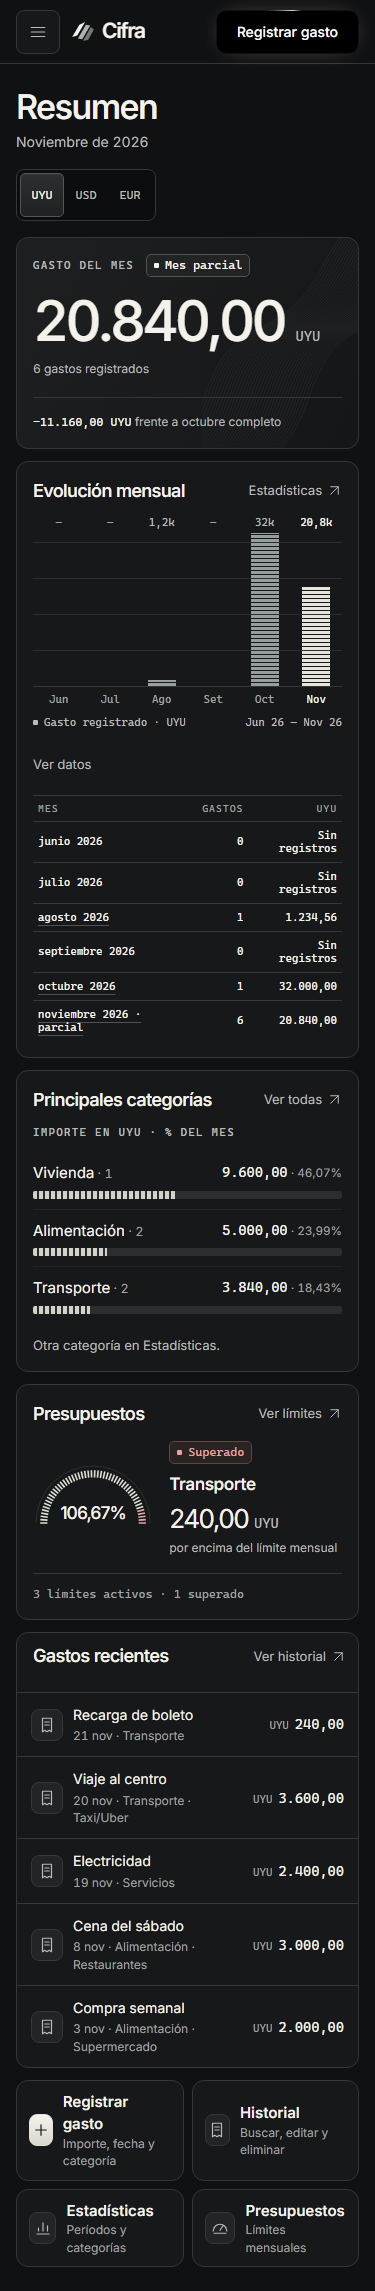 Cifra
Registrar gasto
Resumen
Noviembre de 2026
UYU USD EUR
GASTO DEL MES
Mes parcial
20.840,00 UYU
6 gastos registrados
−11.160,00 UYU frente a octubre completo
Evolución mensual
Estadísticas
— — 1,2k — 32k 20,8k
Jun Jul Ago Set Oct Nov
Gasto registrado · UYU
Jun 26 — Nov 26
Ver datos
MES GASTOS UYU
junio 2026 0 Sin
registros
julio 2026 0 Sin
registros
agosto 2026 1 1.234,56
septiembre 2026 0 Sin
registros
octubre 2026 1 32.000,00
noviembre 2026 ·
parcial 6 20.840,00
Principales categorías
Ver todas
IMPORTE EN UYU · % DEL MES
Vivienda · 1 9.600,00 · 46,07%
Alimentación · 2 5.000,00 · 23,99%
Transporte · 2 3.840,00 · 18,43%
Otra categoría en Estadísticas.
Presupuestos
Ver límites
106,67%
Superado
Transporte
240,00 UYU
por encima del límite mensual
3 límites activos · 1 superado
Gastos recientes
Ver historial
Recarga de boleto
21 nov · Transporte
UYU 240,00
Viaje al centro
20 nov · Transporte ·
Taxi/Uber
UYU 3.600,00
Electricidad
19 nov · Servicios
UYU 2.400,00
Cena del sábado
8 nov · Alimentación ·
Restaurantes
UYU 3.000,00
Compra semanal
3 nov · Alimentación ·
Supermercado
UYU 2.000,00
Registrar
gasto
Importe, fecha y
categoría
Historial
Buscar, editar y
eliminar
Estadísticas
Períodos y
categorías
Presupuestos
Límites
mensuales